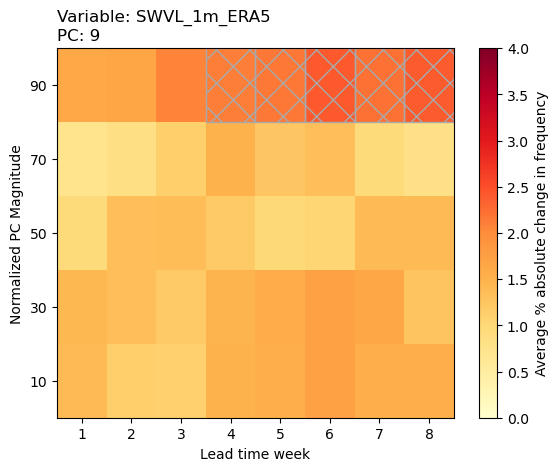 Variable: SWVL_1m_ERA5
PC: 9
90
70
50
30
10
Normalized PC Magnitude
1 2 3 4 5 6 7 8
Lead time week
4.0
3.5
3.0
2.5
2.0
1.5
1.0
0.5
0.0
Average % absolute change in frequency